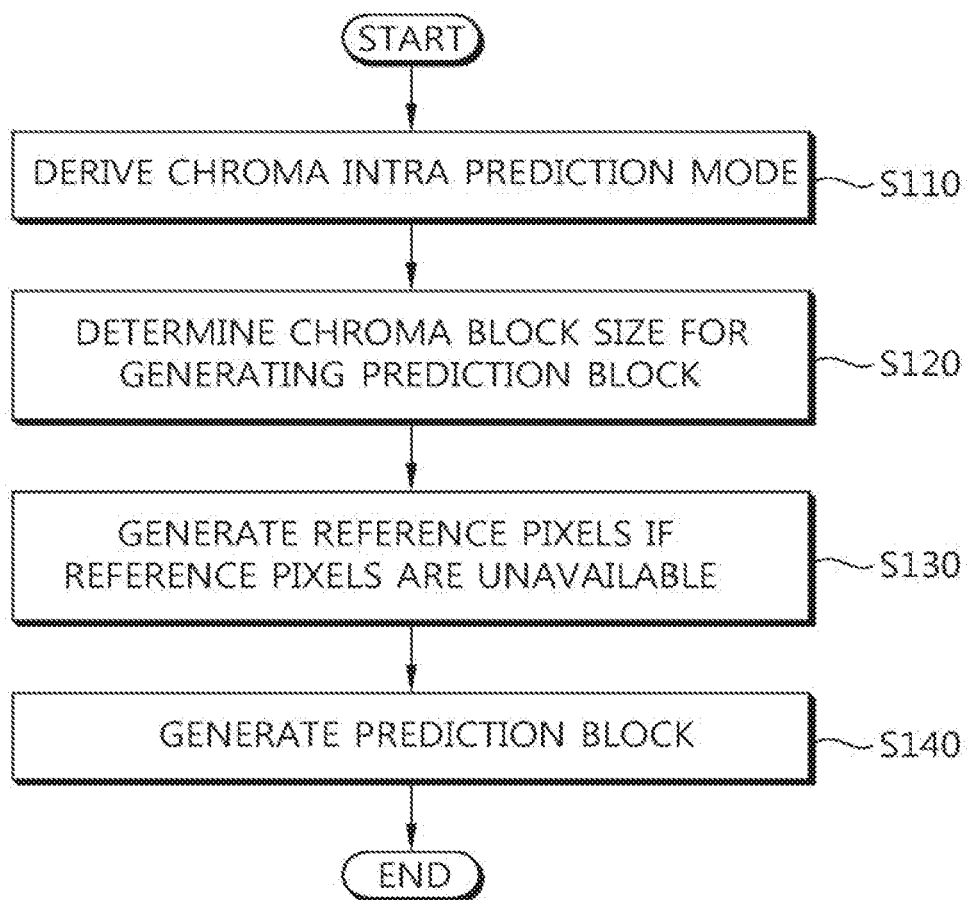 START
DERIVE CHROMA INTRA PREDICTION MODE
S110
DETERMINE CHROMA BLOCK SIZE FOR
GENERATING PREDICTION BLOCK
S120
GENERATE REFERENCE PIXELS IF
REFERENCE PIXELS ARE UNAVAILABLE
S130
GENERATE PREDICTION BLOCK
S140
END